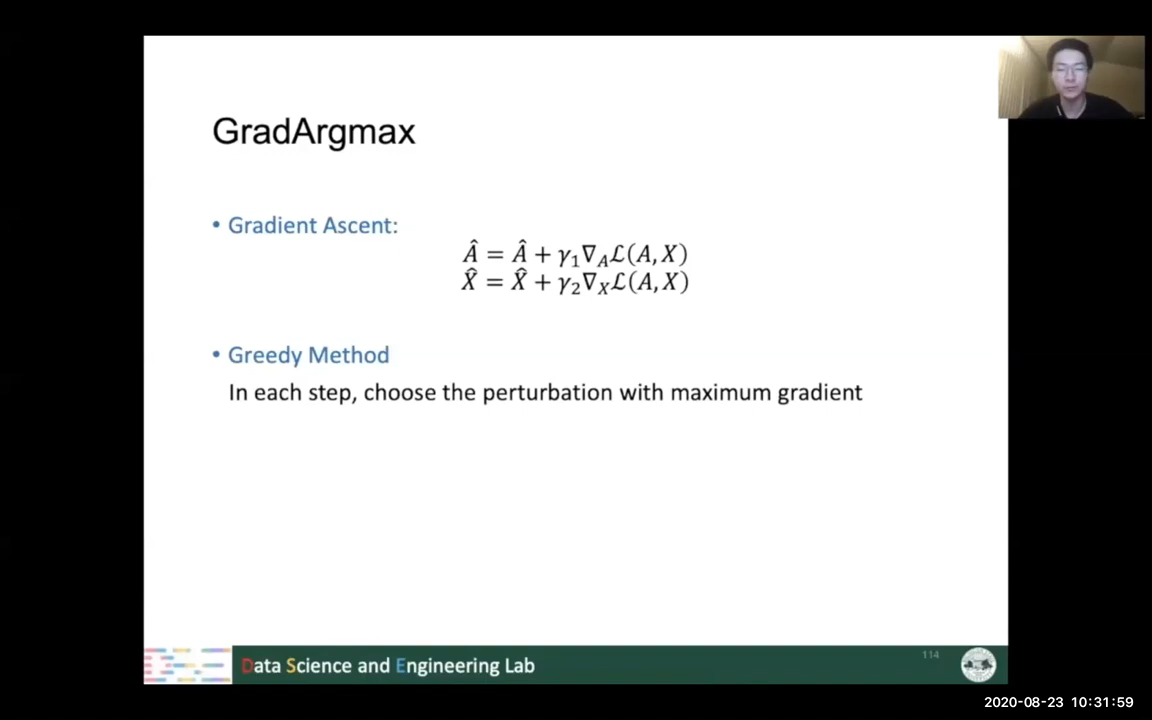 GradArgmax
• Gradient Ascent:
Â = Â + γ₁∇_Aℒ(A, X)
X̂ = X̂ + γ₂∇_Xℒ(A, X)
• Greedy Method
In each step, choose the perturbation with maximum gradient
Data Science and Engineering Lab
114
2020-08-23 10:31:59